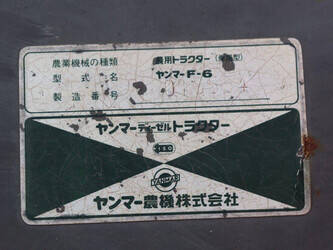 農業機械の種類 農用トラクター(乗用型)
型式名 ヤンマーF-6
製造番号
ヤンマーディーゼルトラクター
YANMAR
ヤンマー農機株式会社